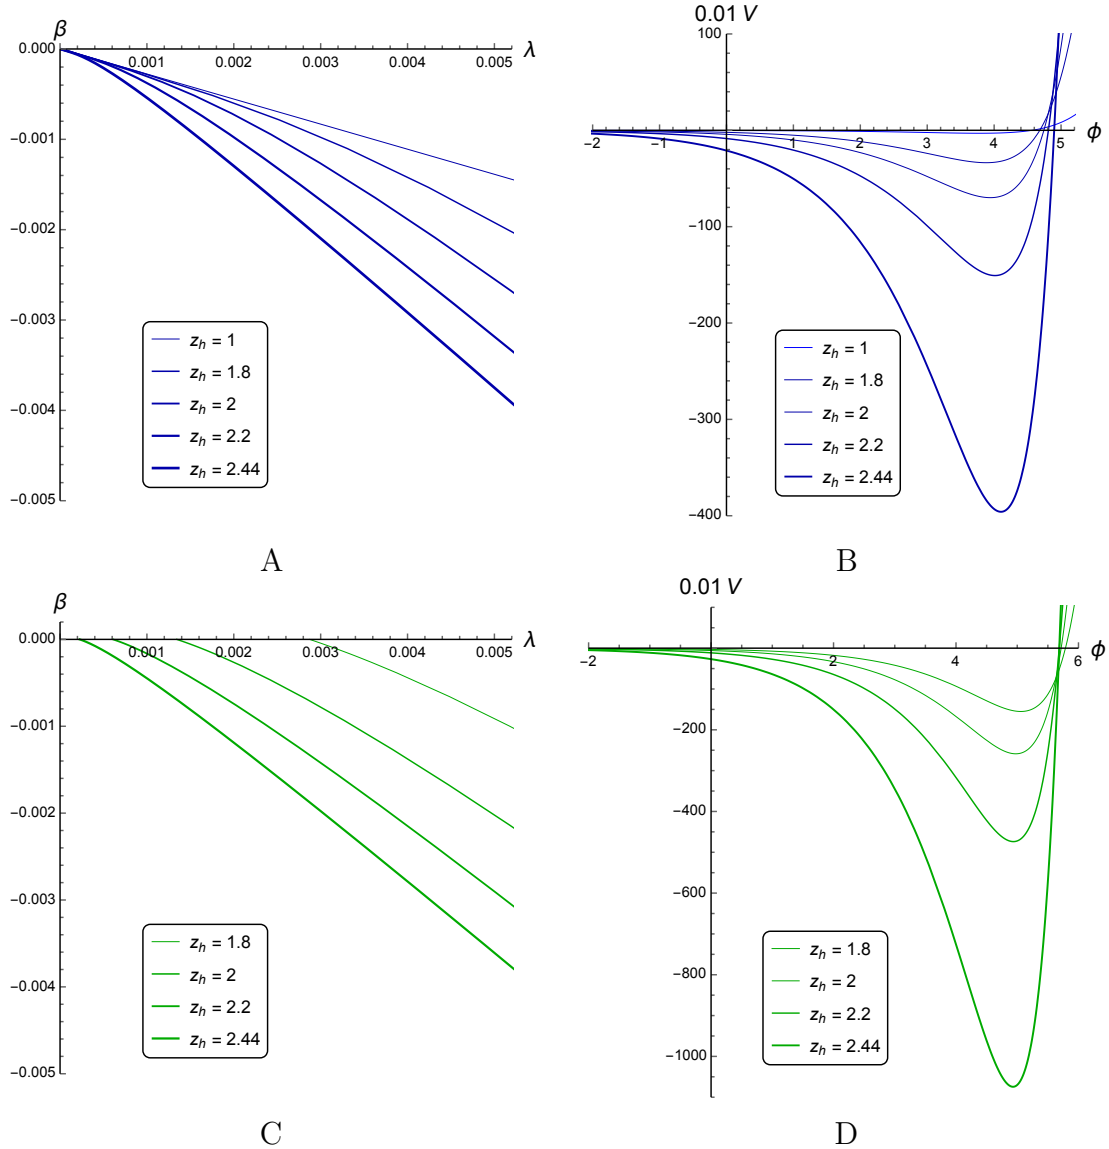 β
0.000
0.001
0.002
0.003
0.004
0.005
λ
−0.001
−0.002
−0.003
−0.004
−0.005
z_h = 1
z_h = 1.8
z_h = 2
z_h = 2.2
z_h = 2.44
A
0.01 V
100
-2
-1
1
2
3
4
5
ϕ
−100
−200
−300
−400
z_h = 1
z_h = 1.8
z_h = 2
z_h = 2.2
z_h = 2.44
B
β
0.000
0.001
0.002
0.003
0.004
0.005
λ
−0.001
−0.002
−0.003
−0.004
−0.005
z_h = 1.8
z_h = 2
z_h = 2.2
z_h = 2.44
C
0.01 V
-2
2
4
6
ϕ
−200
−400
−600
−800
−1000
z_h = 1.8
z_h = 2
z_h = 2.2
z_h = 2.44
D